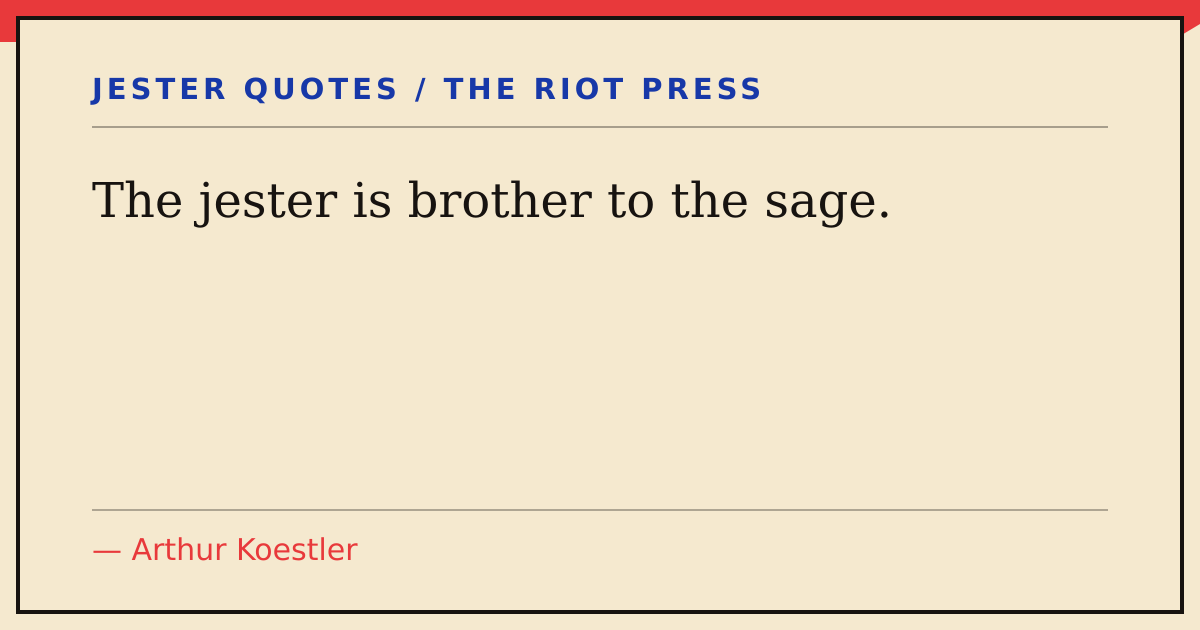 JESTER QUOTES / THE RIOT PRESS
The jester is brother to the sage.
— Arthur Koestler